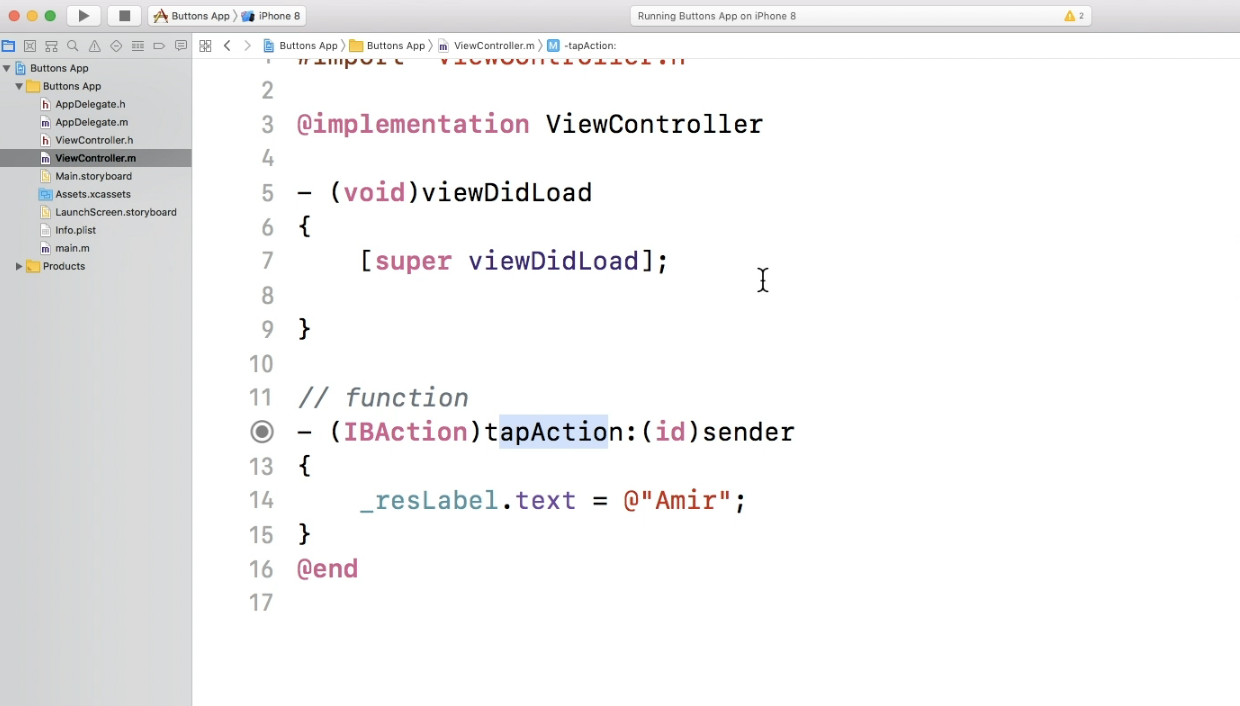 Buttons App iPhone 8
Running Buttons App on iPhone 8
2
Buttons App Buttons App m ViewController.m M -tapAction:
Buttons App
Buttons App
h AppDelegate.h
m AppDelegate.m
h ViewController.h
m ViewController.m
Main.storyboard
Assets.xcassets
LaunchScreen.storyboard
Info.plist
m main.m
Products
1 #import "ViewController.h"
2
3 @implementation ViewController
4
5 - (void)viewDidLoad
6 {
7 [super viewDidLoad];
8
9 }
10
11 // function
- (IBAction)tapAction:(id)sender
13 {
14 _resLabel.text = @"Amir";
15 }
16 @end
17